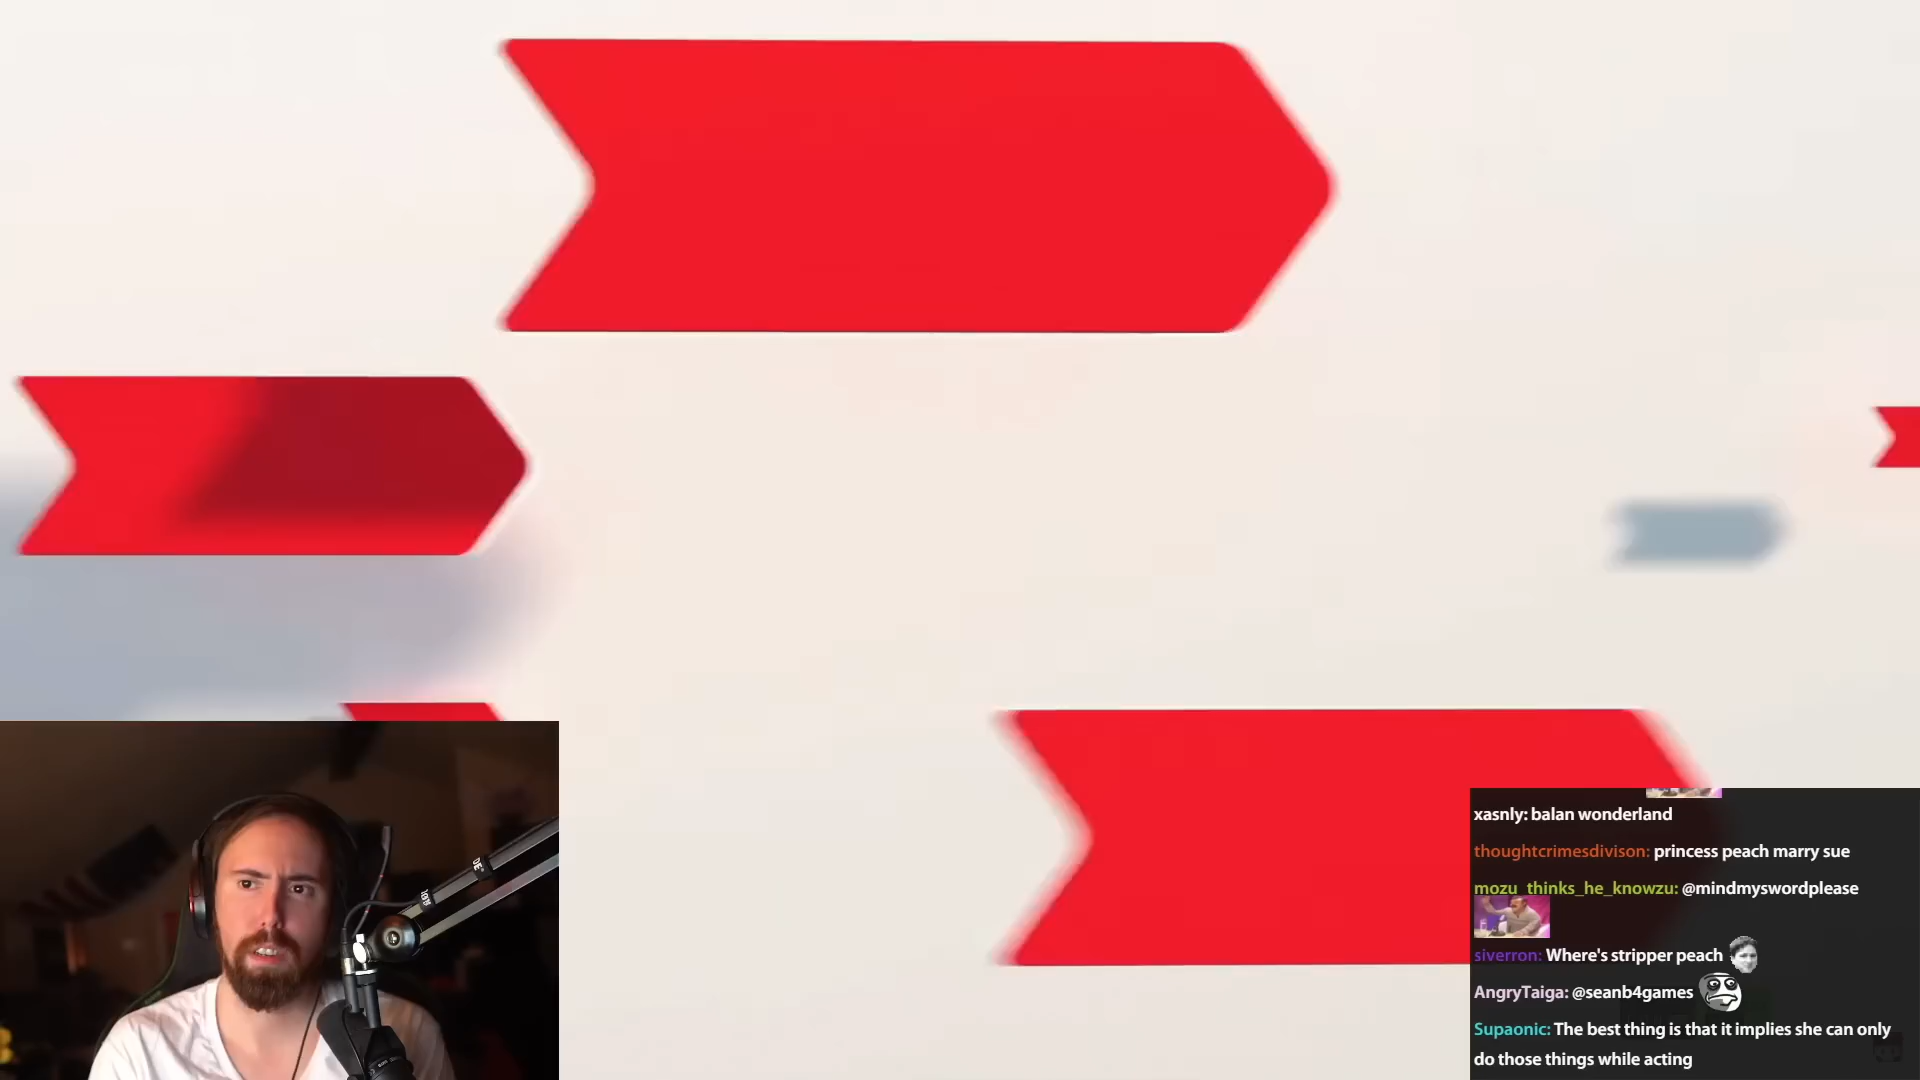 xasnly: balan wonderland
thoughtcrimesdivison: princess peach marry sue
mozu_thinks_he_knowzu: @mindmyswordplease
siverron: Where's stripper peach
AngryTaiga: @seanb4games
Supaonic: The best thing is that it implies she can only
do those things while acting